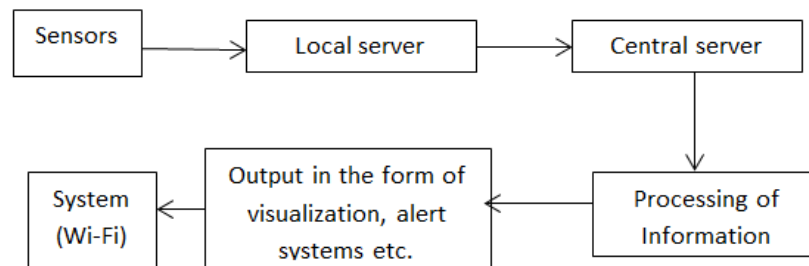 Sensors
Local server
Central server
System
(Wi-Fi)
Output in the form of
visualization, alert
systems etc.
Processing of
Information